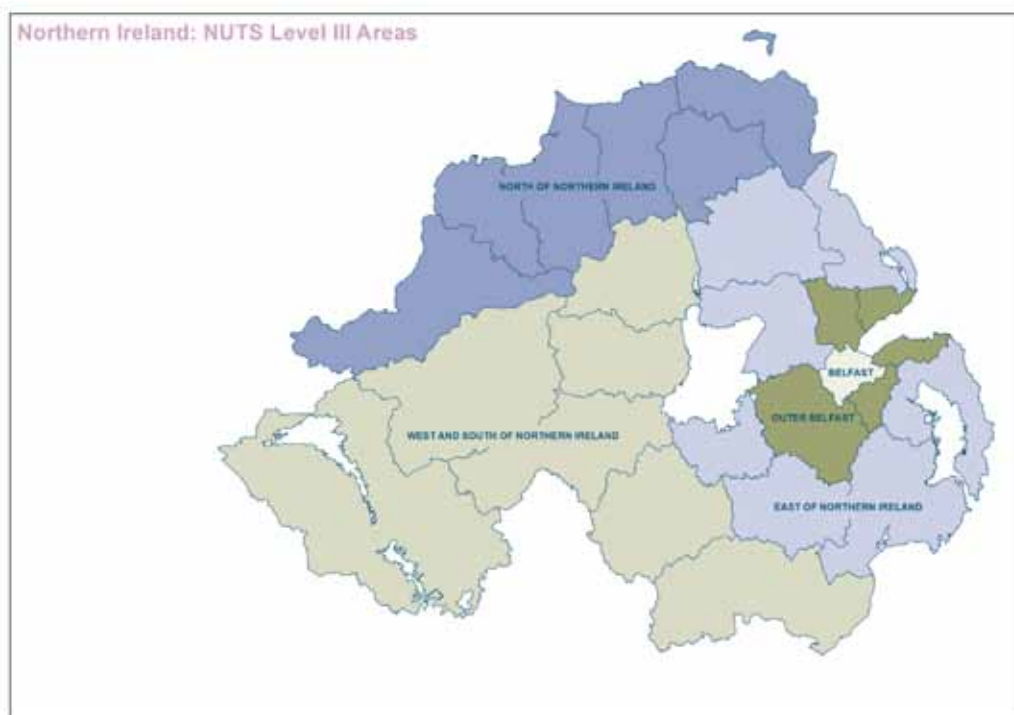 Northern Ireland: NUTS Level III Areas
NORTH OF NORTHERN IRELAND
BELFAST
OUTER BELFAST
WEST AND SOUTH OF NORTHERN IRELAND
EAST OF NORTHERN IRELAND